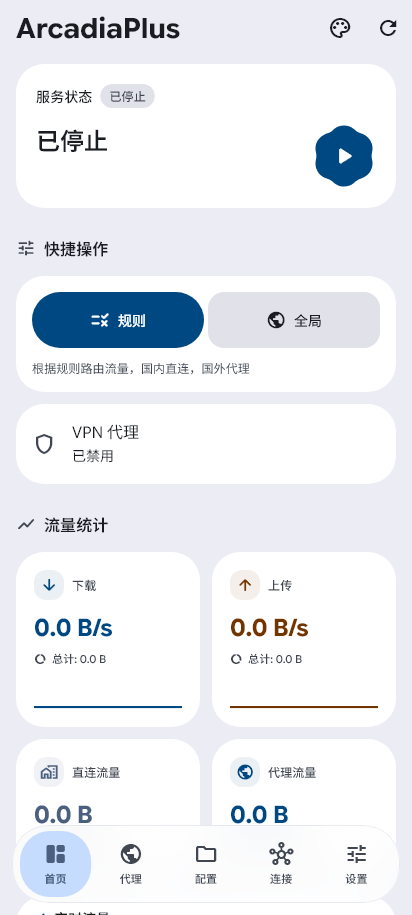 ArcadiaPlus
服务状态 已停止
已停止
快捷操作
规则 全局
根据规则路由流量，国内直连，国外代理
VPN 代理
已禁用
流量统计
下载 上传
0.0 B/s 0.0 B/s
总计: 0.0 B 总计: 0.0 B
直连流量 代理流量
0.0 B 0.0 B
首页 代理 配置 连接 设置